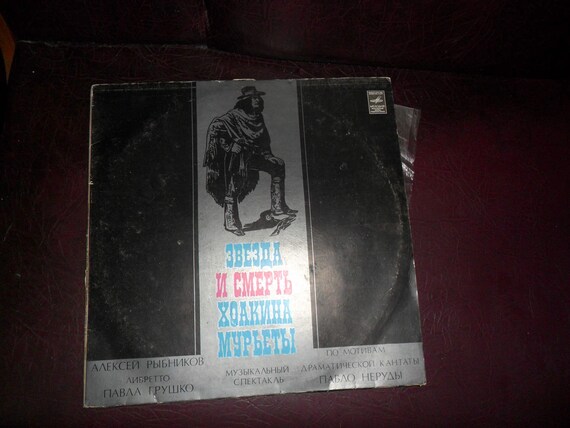 ЗВЕЗДА
И СМЕРТЬ
ХОАКИНА
МУРЬЕТЫ
АЛЕКСЕЙ РЫБНИКОВ
ЛИБРЕТТО
ПАВЛА ГРУШКО
МУЗЫКАЛЬНЫЙ
СПЕКТАКЛЬ
ПО МОТИВАМ
ДРАМАТИЧЕСКОЙ КАНТАТЫ
ПАБЛО НЕРУДЫ